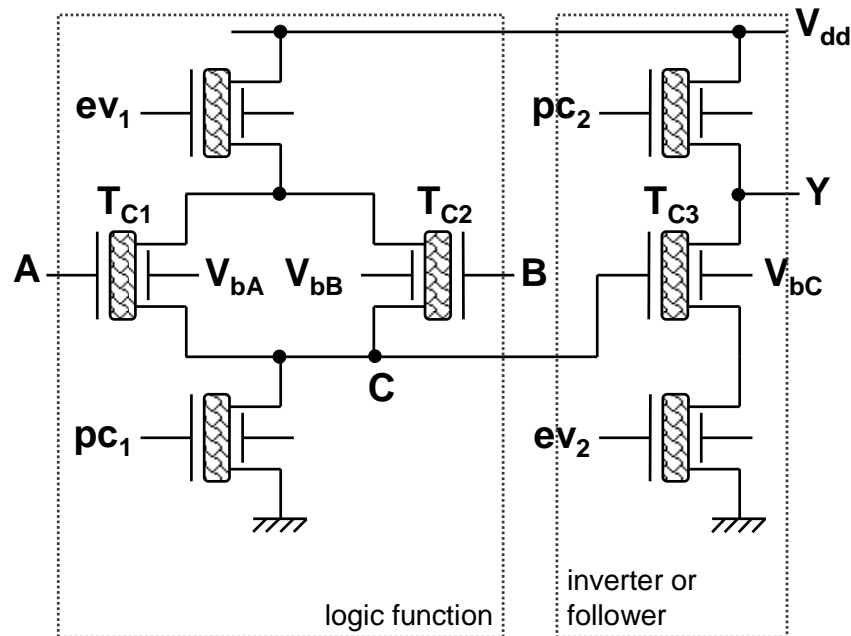 V_dd
ev_1
pc_2
T_C1
T_C2
T_C3
Y
A
V_bA
V_bB
B
V_bC
C
pc_1
ev_2
logic function
inverter or
follower